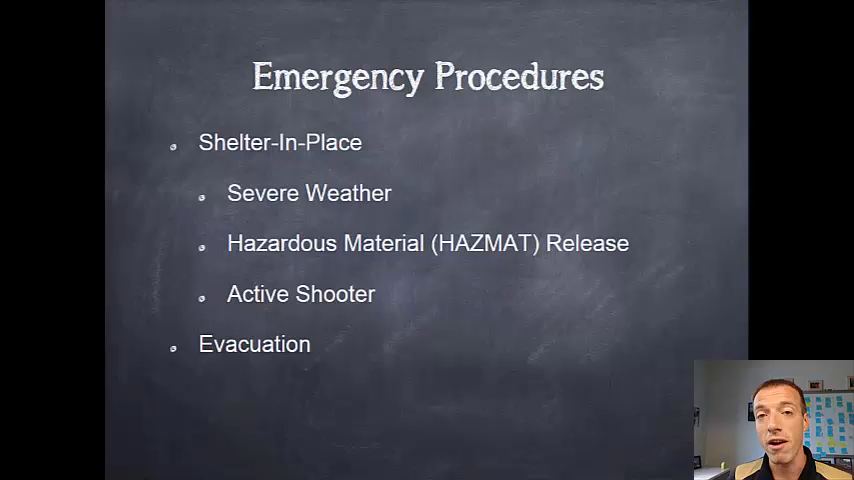 Emergency Procedures
Shelter-In-Place
Severe Weather
Hazardous Material (HAZMAT) Release
Active Shooter
Evacuation